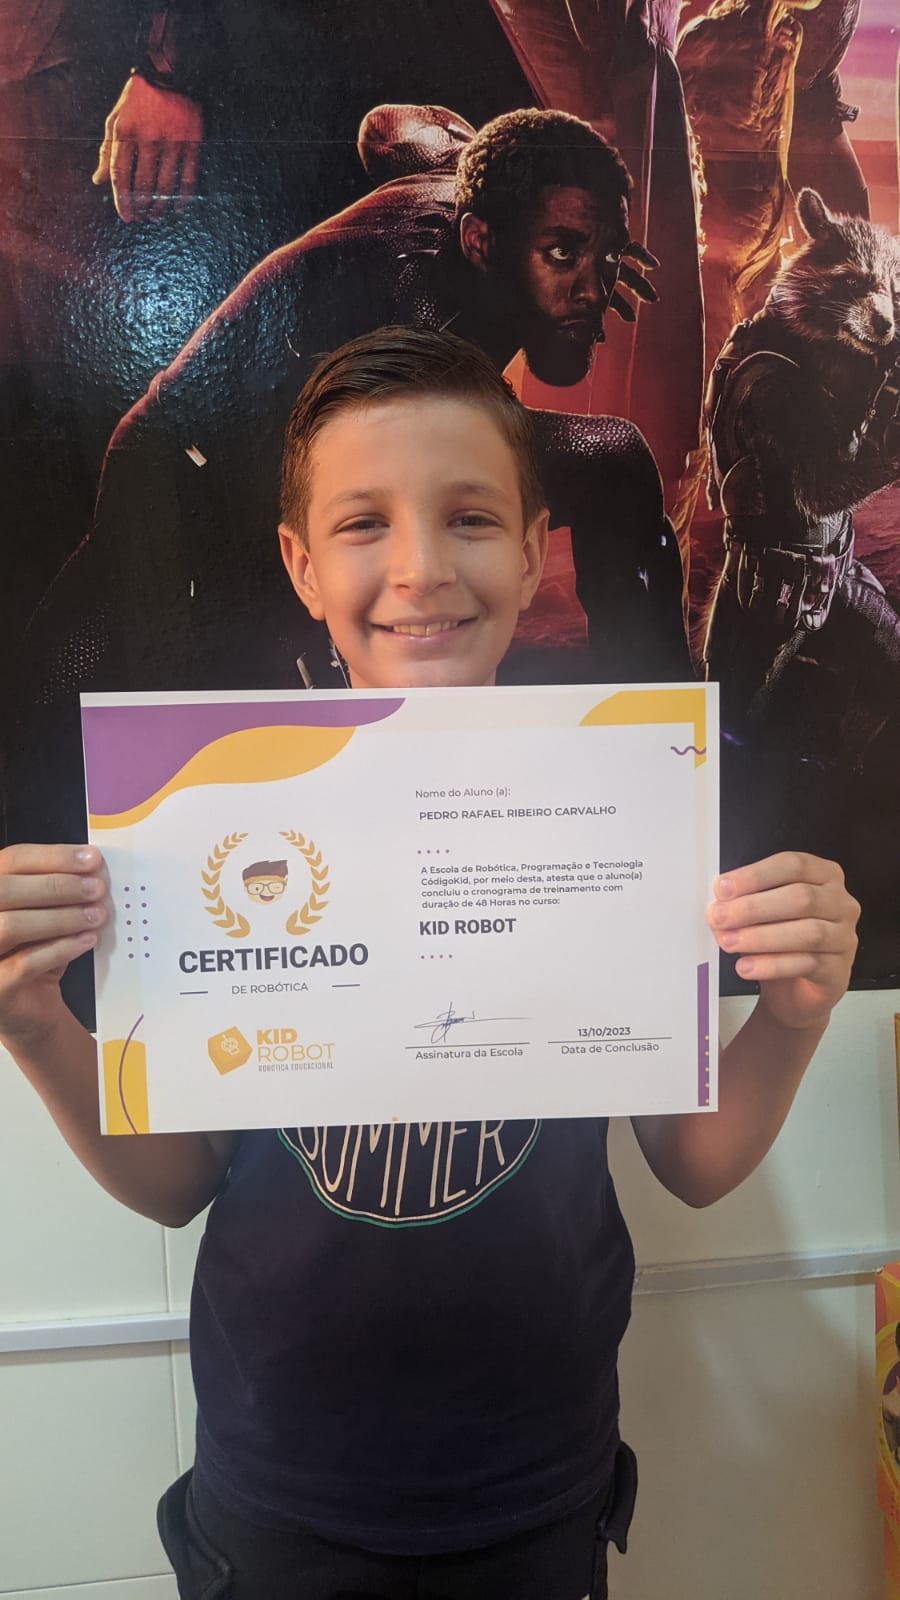 Nome do Aluno (a):
PEDRO RAFAEL RIBEIRO CARVALHO
A Escola de Robótica, Programação e Tecnologia
CódigoKid, por meio desta, atesta que o aluno(a)
concluiu o cronograma de treinamento com
duração de 48 Horas no curso:
KID ROBOT
CERTIFICADO
DE ROBÓTICA
KID
ROBOT
ROBÓTICA EDUCACIONAL
Assinatura da Escola
13/10/2023
Data de Conclusão
SUMMER